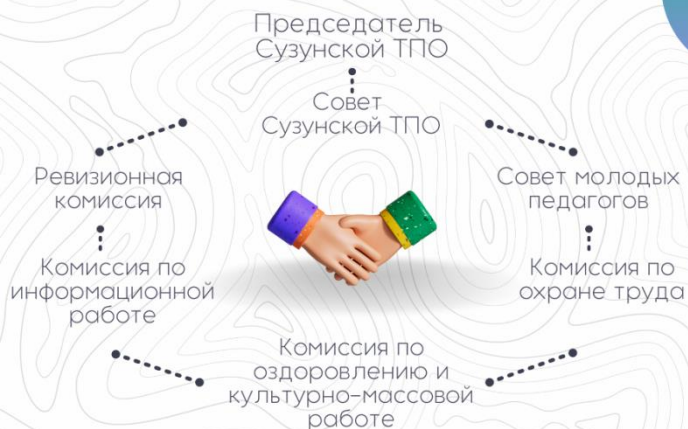 Председатель
Сузунской ТПО
Совет
Сузунской ТПО
Ревизионная
комиссия
Совет молодых
педагогов
Комиссия по
информационной
работе
Комиссия по
охране труда
Комиссия по
оздоровлению и
культурно-массовой
работе